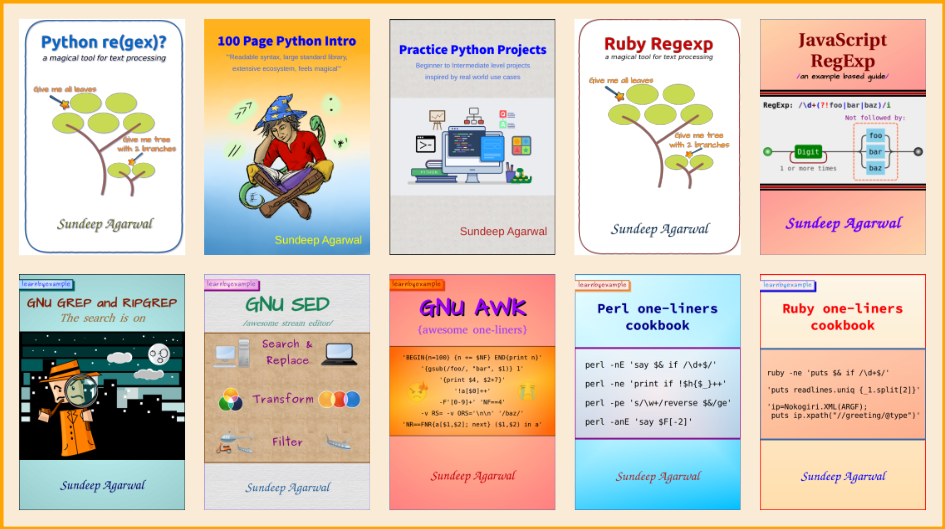 Python re(gex)?
a magical tool for text processing
Give me all leaves
Give me tree
with 2 branches
Sundeep Agarwal
100 Page Python Intro
"Readable syntax, large standard library,
extensive ecosystem, feels magical"
Sundeep Agarwal
Practice Python Projects
Beginner to Intermediate level projects
inspired by real world use cases
Sundeep Agarwal
Ruby Regexp
a magical tool for text processing
Give me all leaves
Give me tree
with 2 branches
Sundeep Agarwal
JavaScript
RegExp
/an example based guide/
RegExp: /\d+(?!foo|bar|baz)/i
Not followed by:
foo
Digit
bar
baz
1 or more times
Sundeep Agarwal
learnbyexample
GNU GREP and RIPGREP
The search is on
Sundeep Agarwal
learnbyexample
GNU SED
/awesome stream editor/
Search &
Replace
Transform
Filter
Sundeep Agarwal
learnbyexample
GNU AWK
{awesome one-liners}
'BEGIN{n=100} {n += $NF} END{print n}'
'{gsub(/foo/, "bar", $1)} 1'
'{print $4, $2+7}'
'!a[$0]++'
-F'[0-9]+' 'NF==4'
-v RS= -v ORS='\n\n' '/baz/'
'NR==FNR{a[$1,$2]; next} ($1,$2) in a'
Sundeep Agarwal
Perl one-liners
cookbook
perl -nE 'say $& if /\d+$/'
perl -ne 'print if !$h{$_}++'
perl -pe 's/\w+/reverse $&/ge'
perl -anE 'say $F[-2]'
Sundeep Agarwal
learnbyexample
Ruby one-liners
cookbook
ruby -ne 'puts $& if /\d+$/'
'puts readlines.uniq {_1.split[2]}'
'ip=Nokogiri.XML(ARGF);
puts ip.xpath("//greeting/@type")'
Sundeep Agarwal
learnbyexample